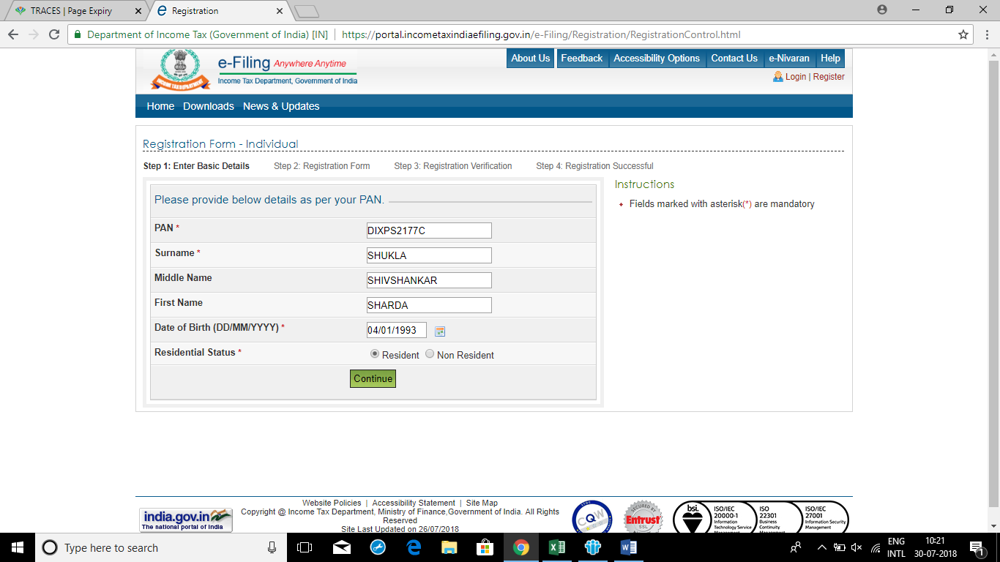 TRACES | Page Expiry
Registration
Department of Income Tax (Government of India) [IN] | https://portal.incometaxindiaefiling.gov.in/e-Filing/Registration/RegistrationControl.html
About Us Feedback Accessibility Options Contact Us e-Nivaran Help
e-Filing Anywhere Anytime
Income Tax Department, Government of India
Login | Register
Home Downloads News & Updates
Registration Form - Individual
Step 1: Enter Basic Details Step 2: Registration Form Step 3: Registration Verification Step 4: Registration Successful
Instructions
Fields marked with asterisk(*) are mandatory
Please provide below details as per your PAN.
PAN * DIXPS2177C
Surname * SHUKLA
Middle Name SHIVSHANKAR
First Name SHARDA
Date of Birth (DD/MM/YYYY) * 04/01/1993
Residential Status * Resident Non Resident
Continue
Website Policies | Accessibility Statement | Site Map
Copyright @ Income Tax Department, Ministry of Finance,Government of India. All Rights
Reserved
Site Last Updated on 26/07/2018
india.gov.in
The national portal of India
CQW
SECURED BY
Entrust
SSL
bsi.
ISO/IEC
20000-1
Information
Technology Service
Management
ISO
22301
Business
Continuity
Management
ISO/IEC
27001
Information Security
Management
Type here to search
ENG
INTL
10:21
30-07-2018
1